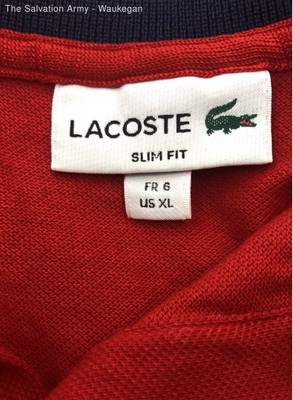 The Salvation Army - Waukegan
LACOSTE
SLIM FIT
FR 6
US XL